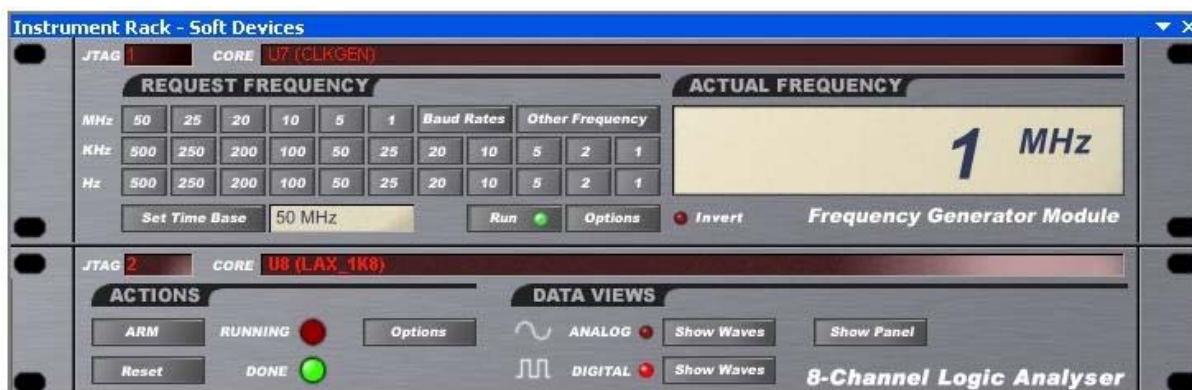 Instrument Rack - Soft Devices
JTAG 1 CORE U7 (CLKGEN)
REQUEST FREQUENCY ACTUAL FREQUENCY
MHz 50 25 20 10 5 1 Baud Rates Other Frequency
KHz 500 250 200 100 50 25 20 10 5 2 1
Hz 500 250 200 100 50 25 20 10 5 2 1
1 MHz
Set Time Base 50 MHz Run Options Invert Frequency Generator Module
JTAG 2 CORE U8 (LAX_1K8)
ACTIONS DATA VIEWS
ARM RUNNING Options ANALOG Show Waves Show Panel
Reset DONE DIGITAL Show Waves 8-Channel Logic Analyser